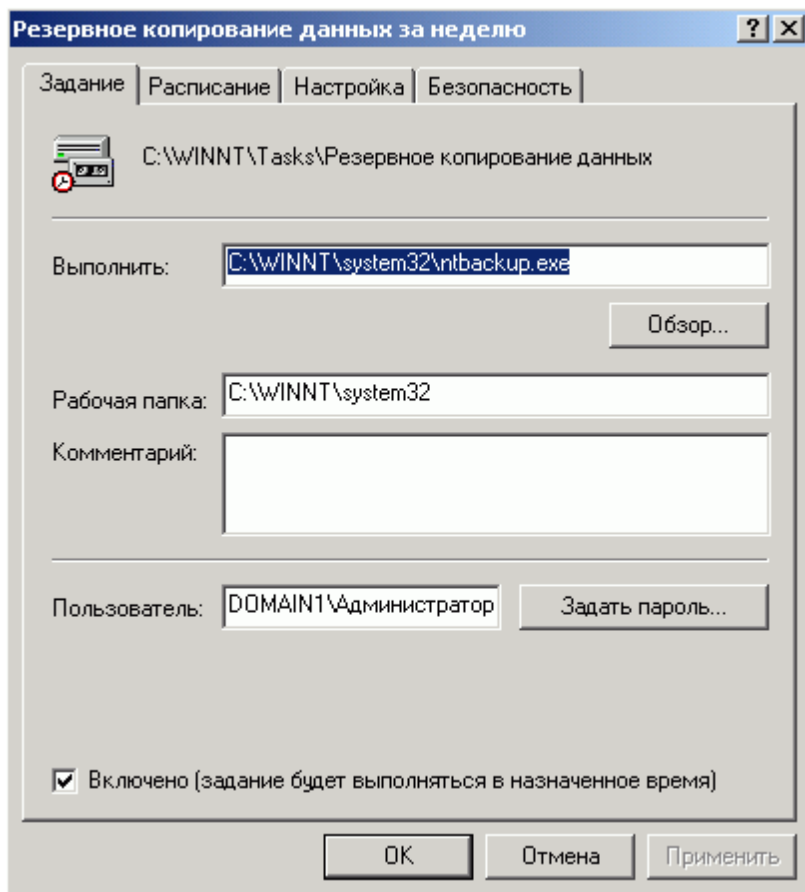 Резервное копирование данных за неделю
Задание Расписание Настройка Безопасность
C:\WINNT\Tasks\Резервное копирование данных
Выполнить: C:\WINNT\system32\ntbackup.exe
Обзор...
Рабочая папка: C:\WINNT\system32
Комментарий:
Пользователь: DOMAIN1\Администратор Задать пароль...
Включено (задание будет выполняться в назначенное время)
OK Отмена Применить